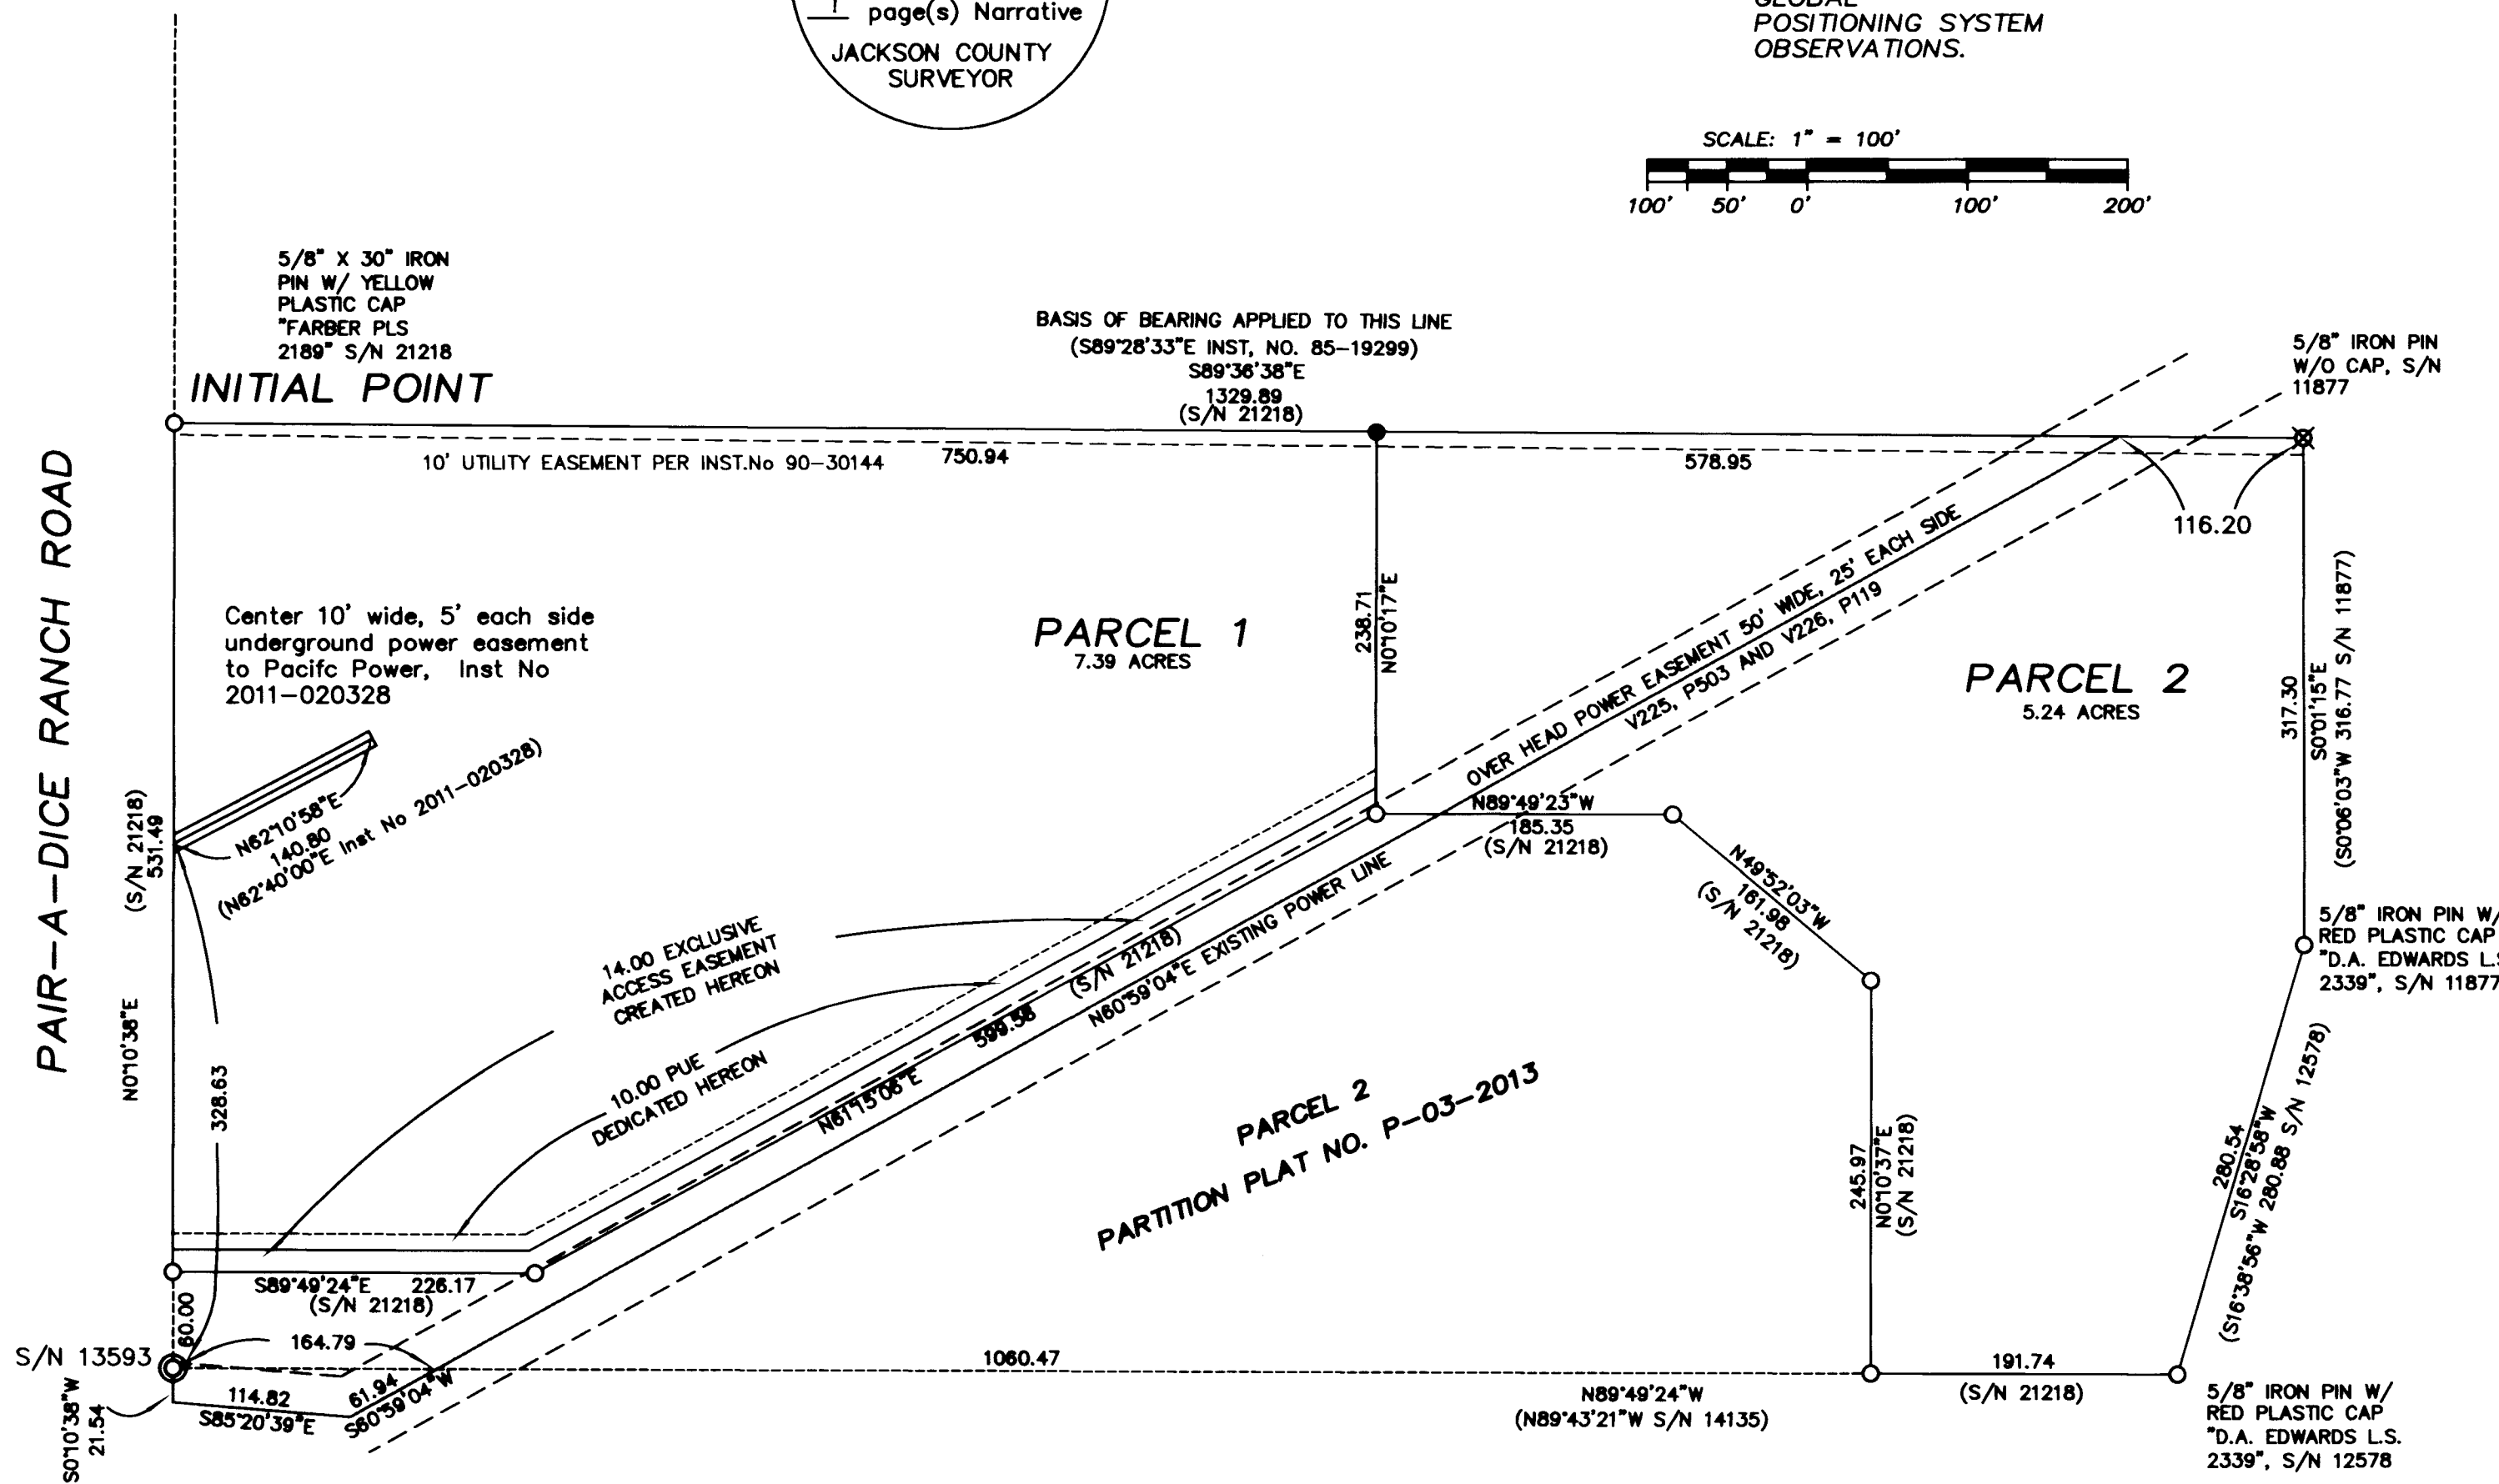 1 page(s) Narrative
JACKSON COUNTY
SURVEYOR
POSITIONING SYSTEM
OBSERVATIONS.
SCALE: 1" = 100'
100' 50' 0' 100' 200'
5/8" X 30" IRON
PIN W/ YELLOW
PLASTIC CAP
"FARBER PLS
2189" S/N 21218
INITIAL POINT
BASIS OF BEARING APPLIED TO THIS LINE
(S89°28'33"E INST, NO. 85-19299)
S89°36'38"E
1329.89
(S/N 21218)
5/8" IRON PIN
W/O CAP, S/N
11877
10' UTILITY EASEMENT PER INST.No 90-30144
750.94
578.95
116.20
PAIR-A-DICE RANCH ROAD
Center 10' wide, 5' each side
underground power easement
to Pacifc Power, Inst No
2011-020328
PARCEL 1
7.39 ACRES
238.71
N0°10'17"E
OVER HEAD POWER EASEMENT 50' WIDE, 25' EACH SIDE
V225, P503 AND V226, P119
PARCEL 2
5.24 ACRES
317.30
S0°01'15"E
(S0°06'03"W 316.77 S/N 11877)
N62°10'58"E
140.80
(N62°40'00"E Inst No 2011-020328)
(S/N 21218)
531.49
N0°10'38"E
328.63
N89°49'23"W
185.35
(S/N 21218)
N49°52'03"W
161.98
(S/N 21218)
5/8" IRON PIN W/
RED PLASTIC CAP
"D.A. EDWARDS L.S
2339", S/N 11877
14.00 EXCLUSIVE
ACCESS EASEMENT
CREATED HEREON
10.00 PUE
DEDICATED HEREON
(S/N 21218)
599.58
N61°15'06"E
N60°59'04"E EXISTING POWER LINE
PARCEL 2
PARTITION PLAT NO. P-03-2013
245.97
N0°10'37"E
(S/N 21218)
280.54
S16°28'58"W
(S16°38'56"W 280.88 S/N 12578)
S89°49'24"E 226.17
(S/N 21218)
60.00
164.79
S/N 13593
S0°10'38"W
21.54
114.82
S85°20'39"E
61.94
S60°59'04"W
1060.47
N89°49'24"W
(N89°43'21"W S/N 14135)
191.74
(S/N 21218)
5/8" IRON PIN W/
RED PLASTIC CAP
"D.A. EDWARDS L.S.
2339", S/N 12578